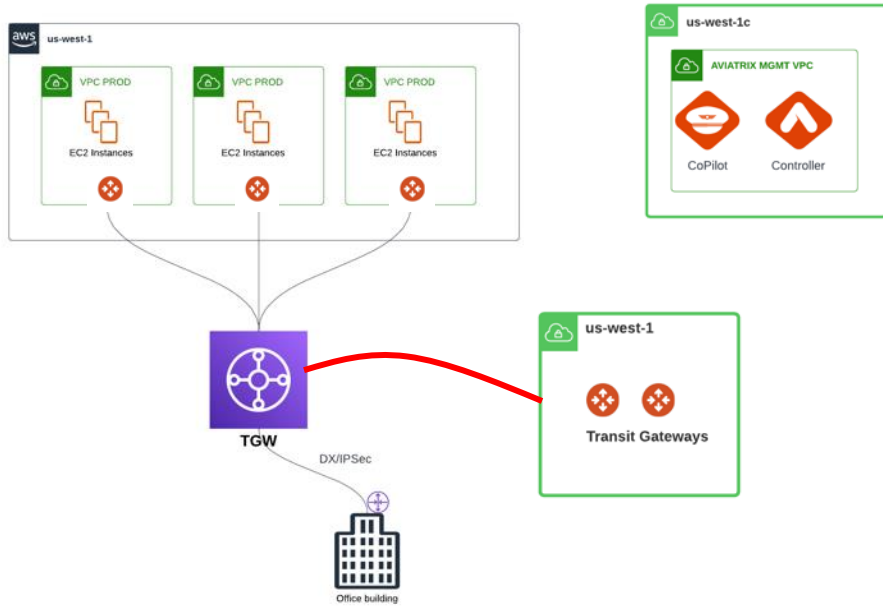 aws
us-west-1
VPC PROD
VPC PROD
VPC PROD
EC2 Instances
EC2 Instances
EC2 Instances
us-west-1c
AVIATRIX MGMT VPC
CoPilot
Controller
TGW
DX/IPSec
Office building
us-west-1
Transit Gateways